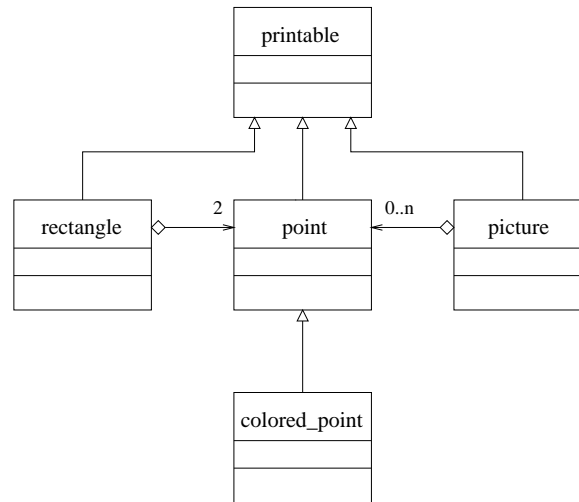 printable
2
0..n
rectangle
point
picture
colored_point